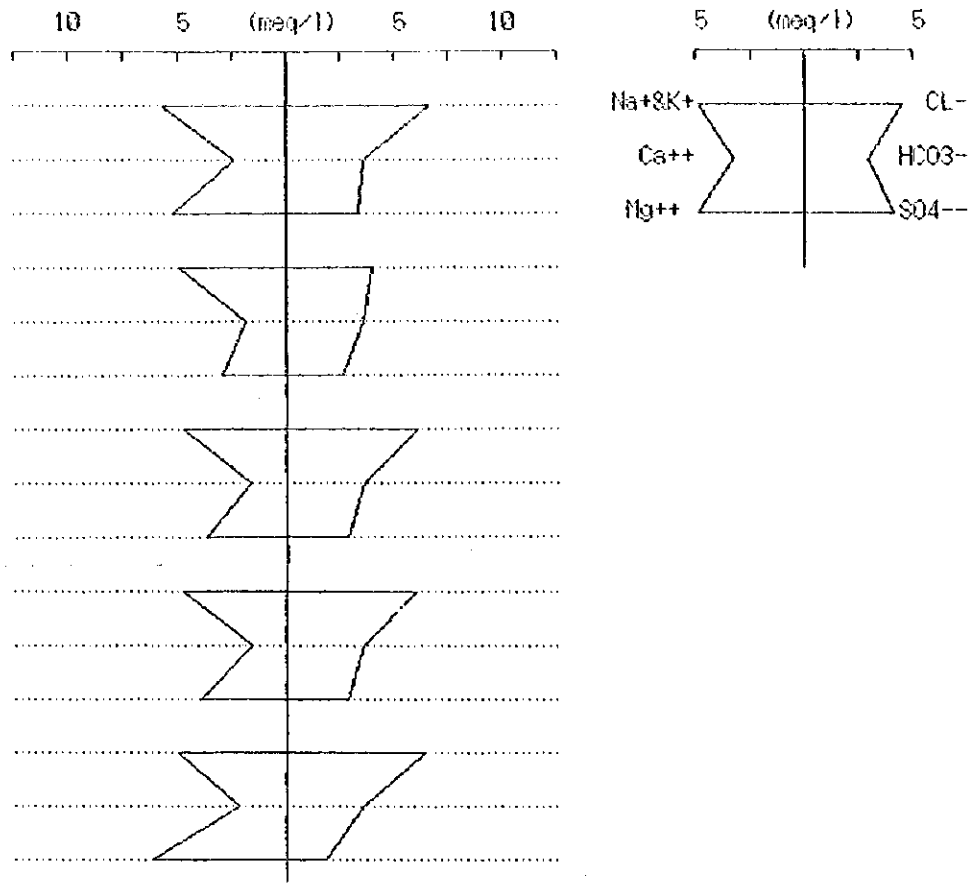 10 5 (meq/l) 5 10
5 (meq/l) 5
Na+&K+ CL-
Ca++ HCO3-
Mg++ SO4--